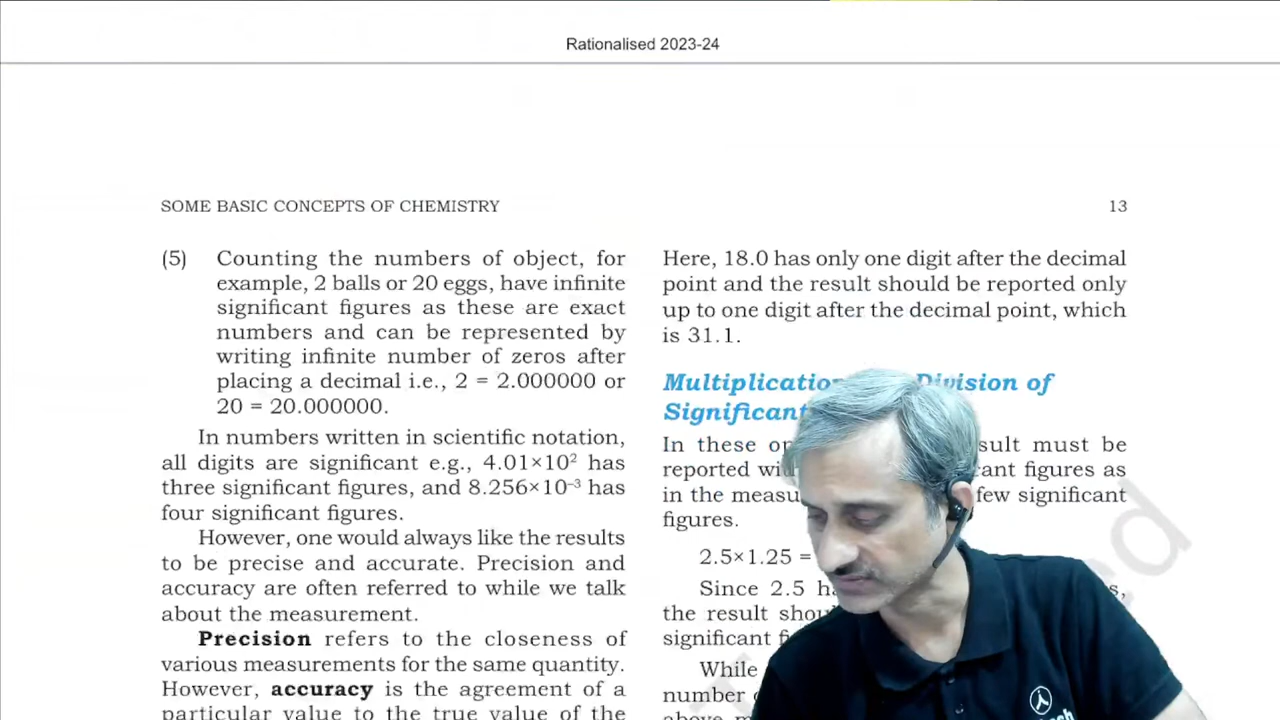 Rationalised 2023-24
SOME BASIC CONCEPTS OF CHEMISTRY
13
(5) Counting the numbers of object, for
example, 2 balls or 20 eggs, have infinite
significant figures as these are exact
numbers and can be represented by
writing infinite number of zeros after
placing a decimal i.e., 2 = 2.000000 or
20 = 20.000000.
In numbers written in scientific notation,
all digits are significant e.g., 4.01×10² has
three significant figures, and 8.256×10⁻³ has
four significant figures.
However, one would always like the results
to be precise and accurate. Precision and
accuracy are often referred to while we talk
about the measurement.
Precision refers to the closeness of
various measurements for the same quantity.
However, accuracy is the agreement of a
particular value to the true value of the
Here, 18.0 has only one digit after the decimal
point and the result should be reported only
up to one digit after the decimal point, which
is 31.1.
Division of
Significant
In these sult must be
reported figures as
in the few significant
figures.
2.5×1.25 =
Since 2.5
the result
significant
While
number